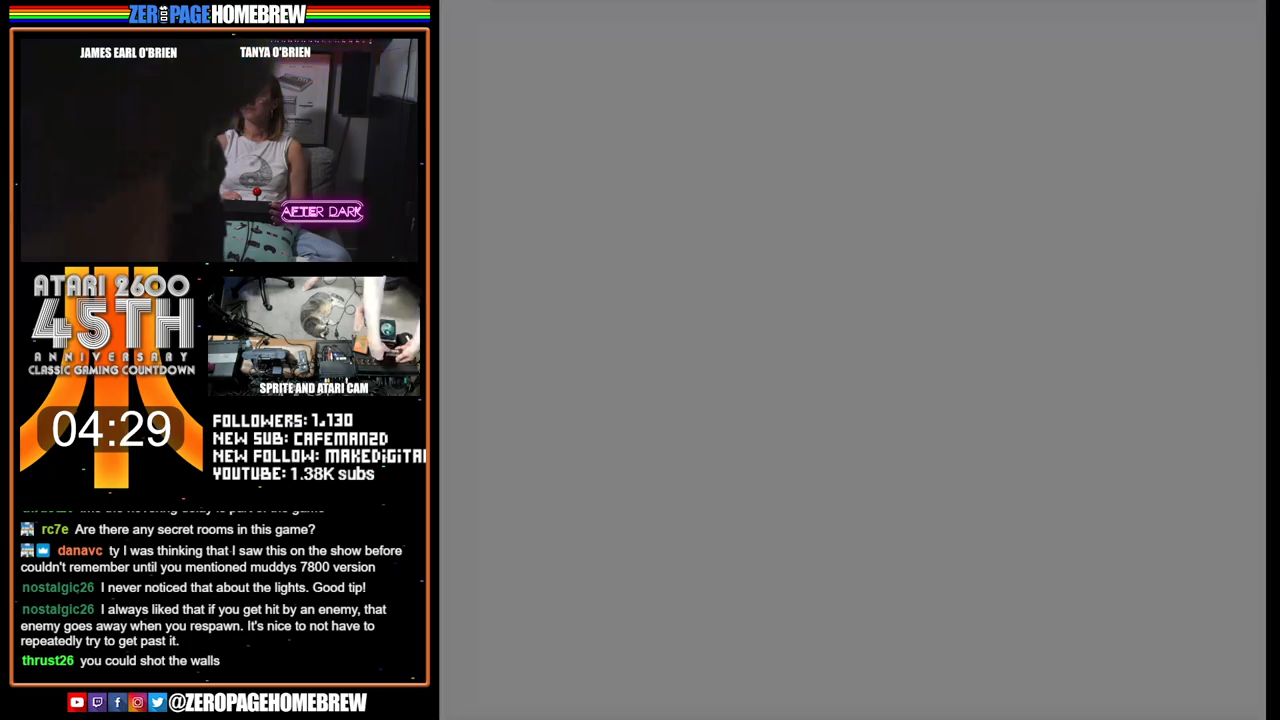 ZEROPAGEHOMEBREW
JAMES EARL O'BRIEN
TANYA O'BRIEN
AFTER DARK
ATARI 2600
45TH
ANNIVERSARY
CLASSIC GAMING COUNTDOWN
04:29
SPRITE AND ATARI CAM
FOLLOWERS: 1,130
NEW SUB: CAFEMAN2D
NEW FOLLOW: MAKEDIGITAL
YOUTUBE: 1.38K subs
rc7e Are there any secret rooms in this game?
danavc ty I was thinking that I saw this on the show before
couldn't remember until you mentioned muddys 7800 version
nostalgic26 I never noticed that about the lights. Good tip!
nostalgic26 I always liked that if you get hit by an enemy, that
enemy goes away when you respawn. It's nice to not have to
repeatedly try to get past it.
thrust26 you could shot the walls
@ZEROPAGEHOMEBREW